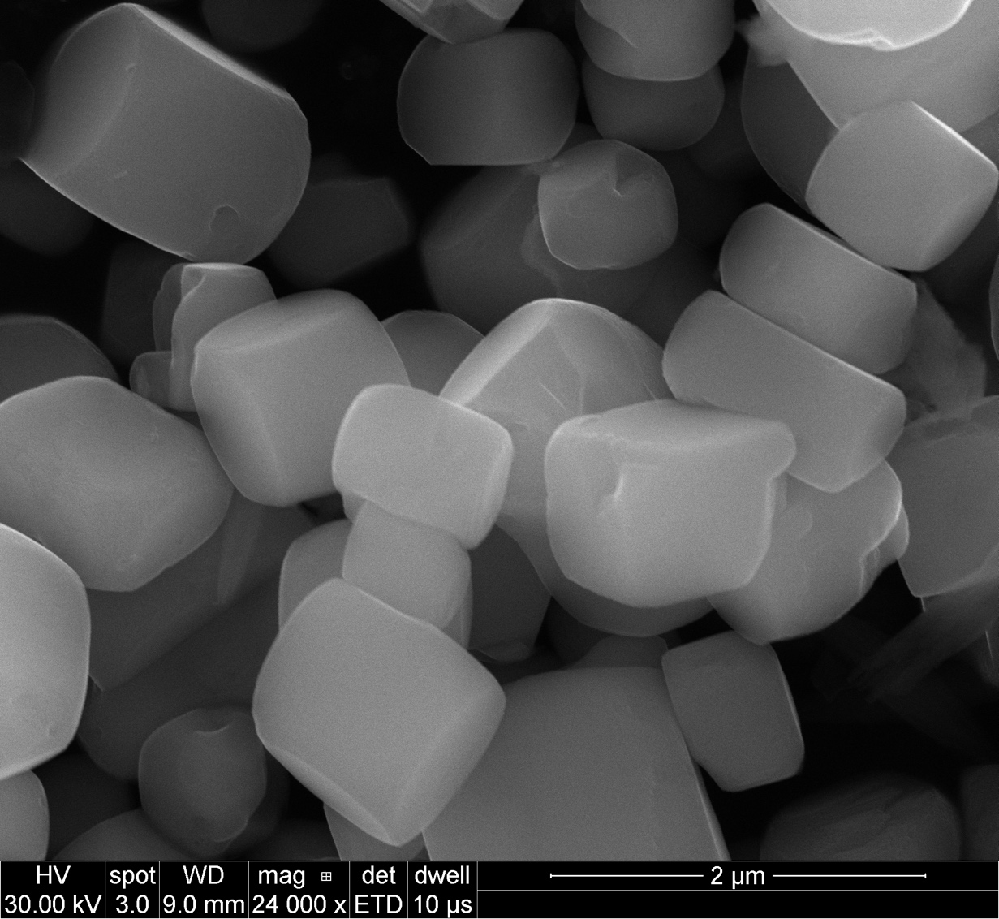 HV spot WD mag ⊞ det dwell
30.00 kV 3.0 9.0 mm 24 000 x ETD 10 µs
2 µm